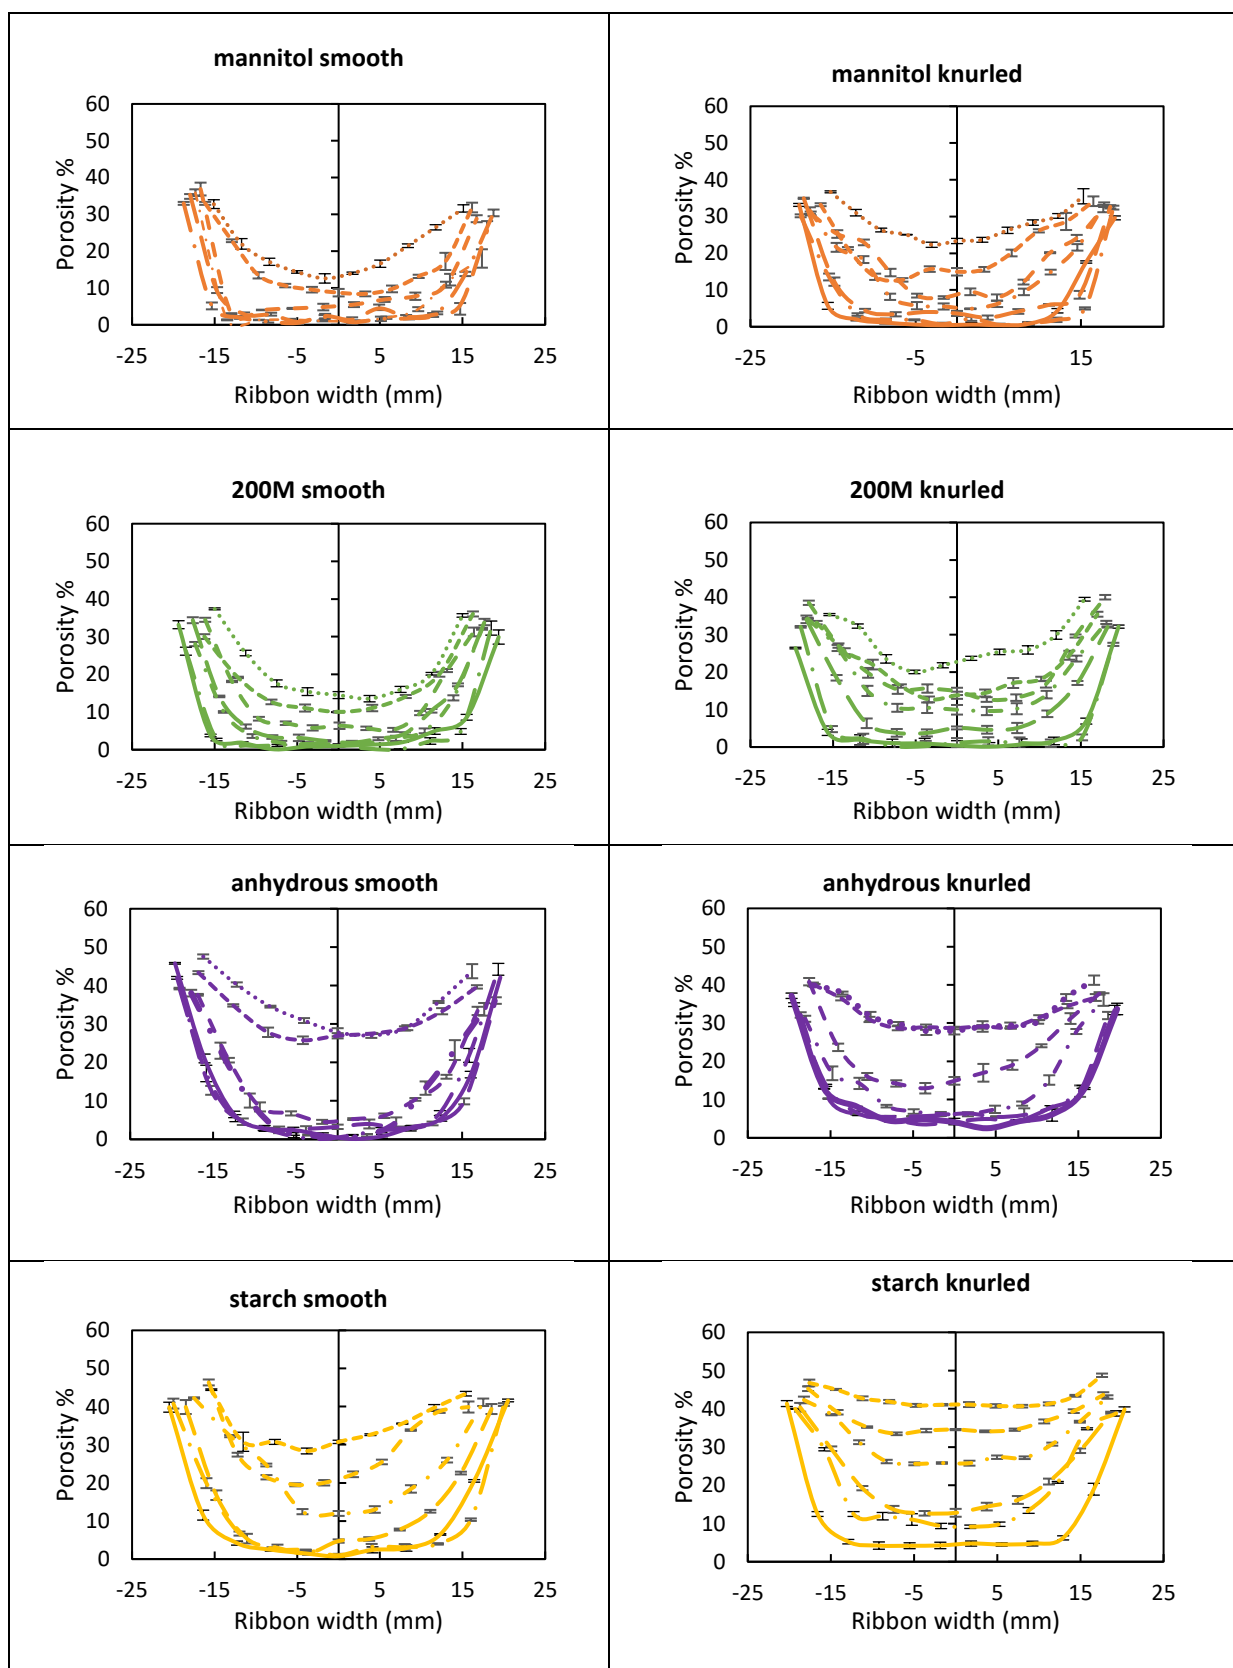 mannitol smooth
60
50
40
30
20
10
0
Porosity %
-25 -15 -5 5 15 25
Ribbon width (mm)
mannitol knurled
60
50
40
30
20
10
0
Porosity %
-25 -5 15
Ribbon width (mm)
200M smooth
60
50
40
30
20
10
0
Porosity %
-25 -15 -5 5 15 25
Ribbon width (mm)
200M knurled
60
50
40
30
20
10
0
Porosity %
-25 -15 -5 5 15 25
Ribbon width (mm)
anhydrous smooth
60
50
40
30
20
10
0
Porosity %
-25 -15 -5 5 15 25
Ribbon width (mm)
anhydrous knurled
60
50
40
30
20
10
0
Porosity %
-25 -15 -5 5 15 25
Ribbon width (mm)
starch smooth
60
50
40
30
20
10
0
Porosity %
-25 -15 -5 5 15 25
Ribbon width (mm)
starch knurled
60
50
40
30
20
10
0
Porosity %
-25 -15 -5 5 15 25
Ribbon width (mm)